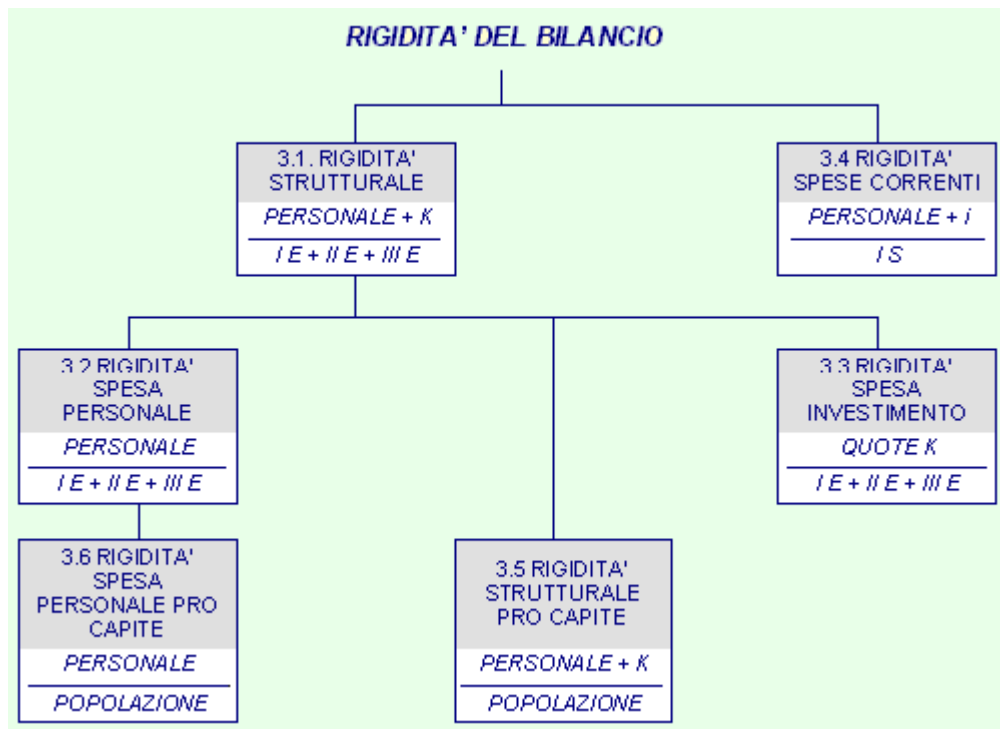 RIGIDITA' DEL BILANCIO
3.1. RIGIDITA'
STRUTTURALE
PERSONALE + K
I E + II E + III E
3.4 RIGIDITA'
SPESE CORRENTI
PERSONALE + i
I S
3.2 RIGIDITA'
SPESA
PERSONALE
PERSONALE
I E + II E + III E
3.3 RIGIDITA'
SPESA
INVESTIMENTO
QUOTE K
I E + II E + III E
3.6 RIGIDITA'
SPESA
PERSONALE PRO
CAPITE
PERSONALE
POPOLAZIONE
3.5 RIGIDITA'
STRUTTURALE
PRO CAPITE
PERSONALE + K
POPOLAZIONE